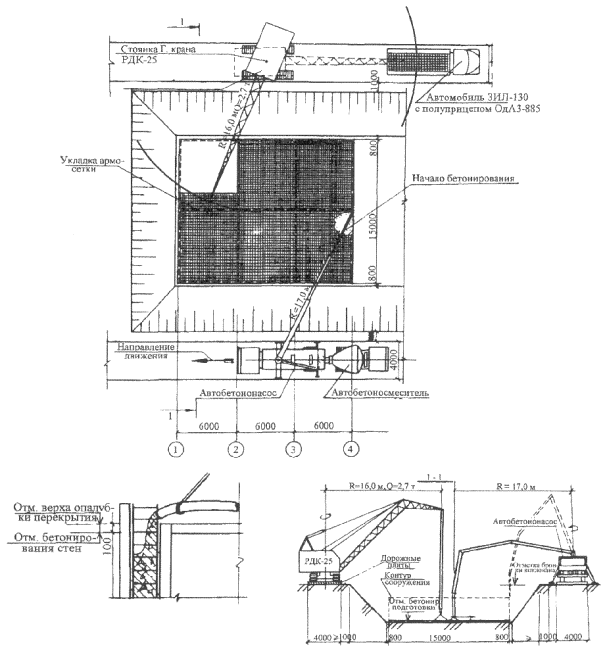 1
Стоянка Г. крана
РДК-25
1000
Автомобиль ЗИЛ-130
с полуприцепом ОдАЗ-885
R=16,0 м, Q=2,7 т
800
Укладка армо-
сетки
Начало бетонирования
15000
800
R=17,0 м
Направление
движения
4000
Автобетононасос
Автобетоносмеситель
1
6000
6000
6000
1
2
3
4
Отм. верха опалуб-
ки перекрытия
Отм. бетониро-
вания стен
100
R=16,0 м, Q=2,7 т
1-1
R = 17,0 м
Автобетононасос
РДК-25
Дорожные
плиты
Контур
сооружения
Отм. бетонир.
подготовки
4000
1000
800
15000
800
1000
4000